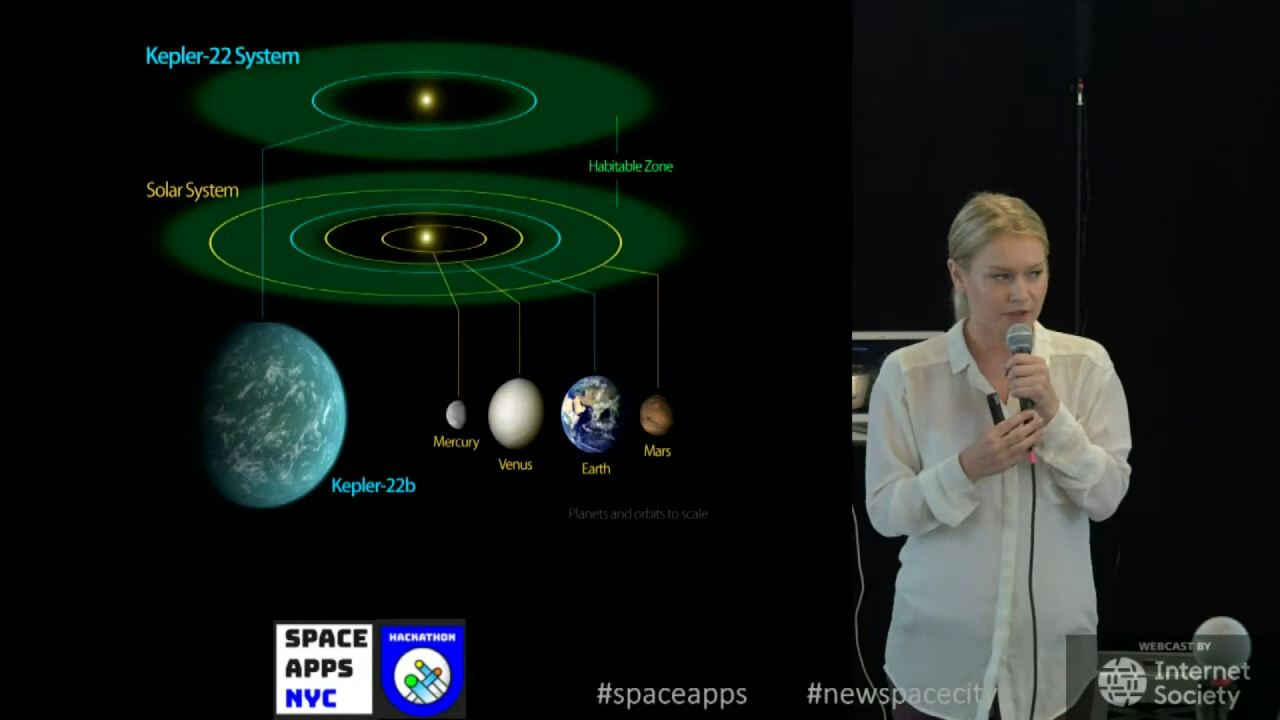 Kepler-22 System
Habitable Zone
Solar System
Mercury
Venus
Earth
Mars
Kepler-22b
Planets and orbits to scale
SPACE
APPS
NYC
HACKATHON
#spaceapps
#newspacecity
WEBCAST BY
Internet
Society